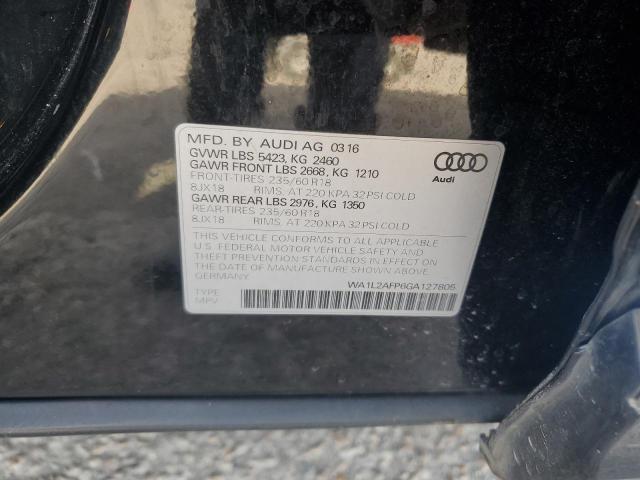 MFD. BY AUDI AG 0316
GVWR LBS 5423, KG 2460
GAWR FRONT LBS 2668, KG 1210
FRONT-TIRES 235/60 R18
8JX18 RIMS, AT 220 KPA 32 PSI COLD
GAWR REAR LBS 2976, KG 1350
REAR-TIRES 235/60 R18
8JX18 RIMS, AT 220 KPA 32 PSI COLD
THIS VEHICLE CONFORMS TO ALL APPLICABLE
U.S. FEDERAL MOTOR VEHICLE SAFETY AND
THEFT PREVENTION STANDARDS IN EFFECT ON
THE DATE OF MANUFACTURE SHOWN ABOVE.
GERMANY
WA1L2AFP6GA127805
TYPE
MPV
Audi